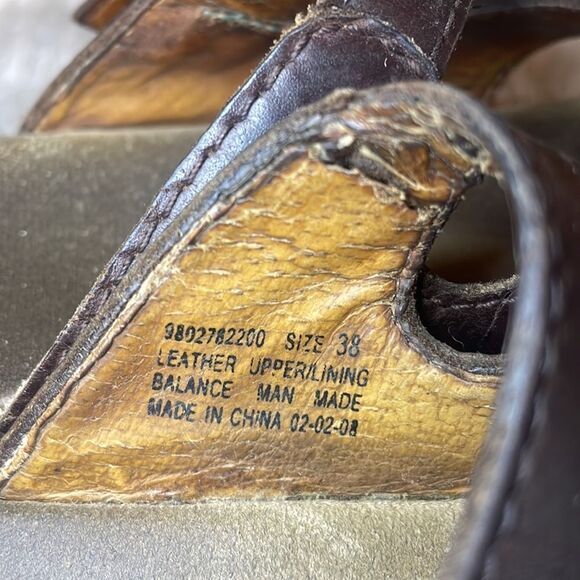 9802782200 SIZE 38
LEATHER UPPER/LINING
BALANCE MAN MADE
MADE IN CHINA 02-02-08